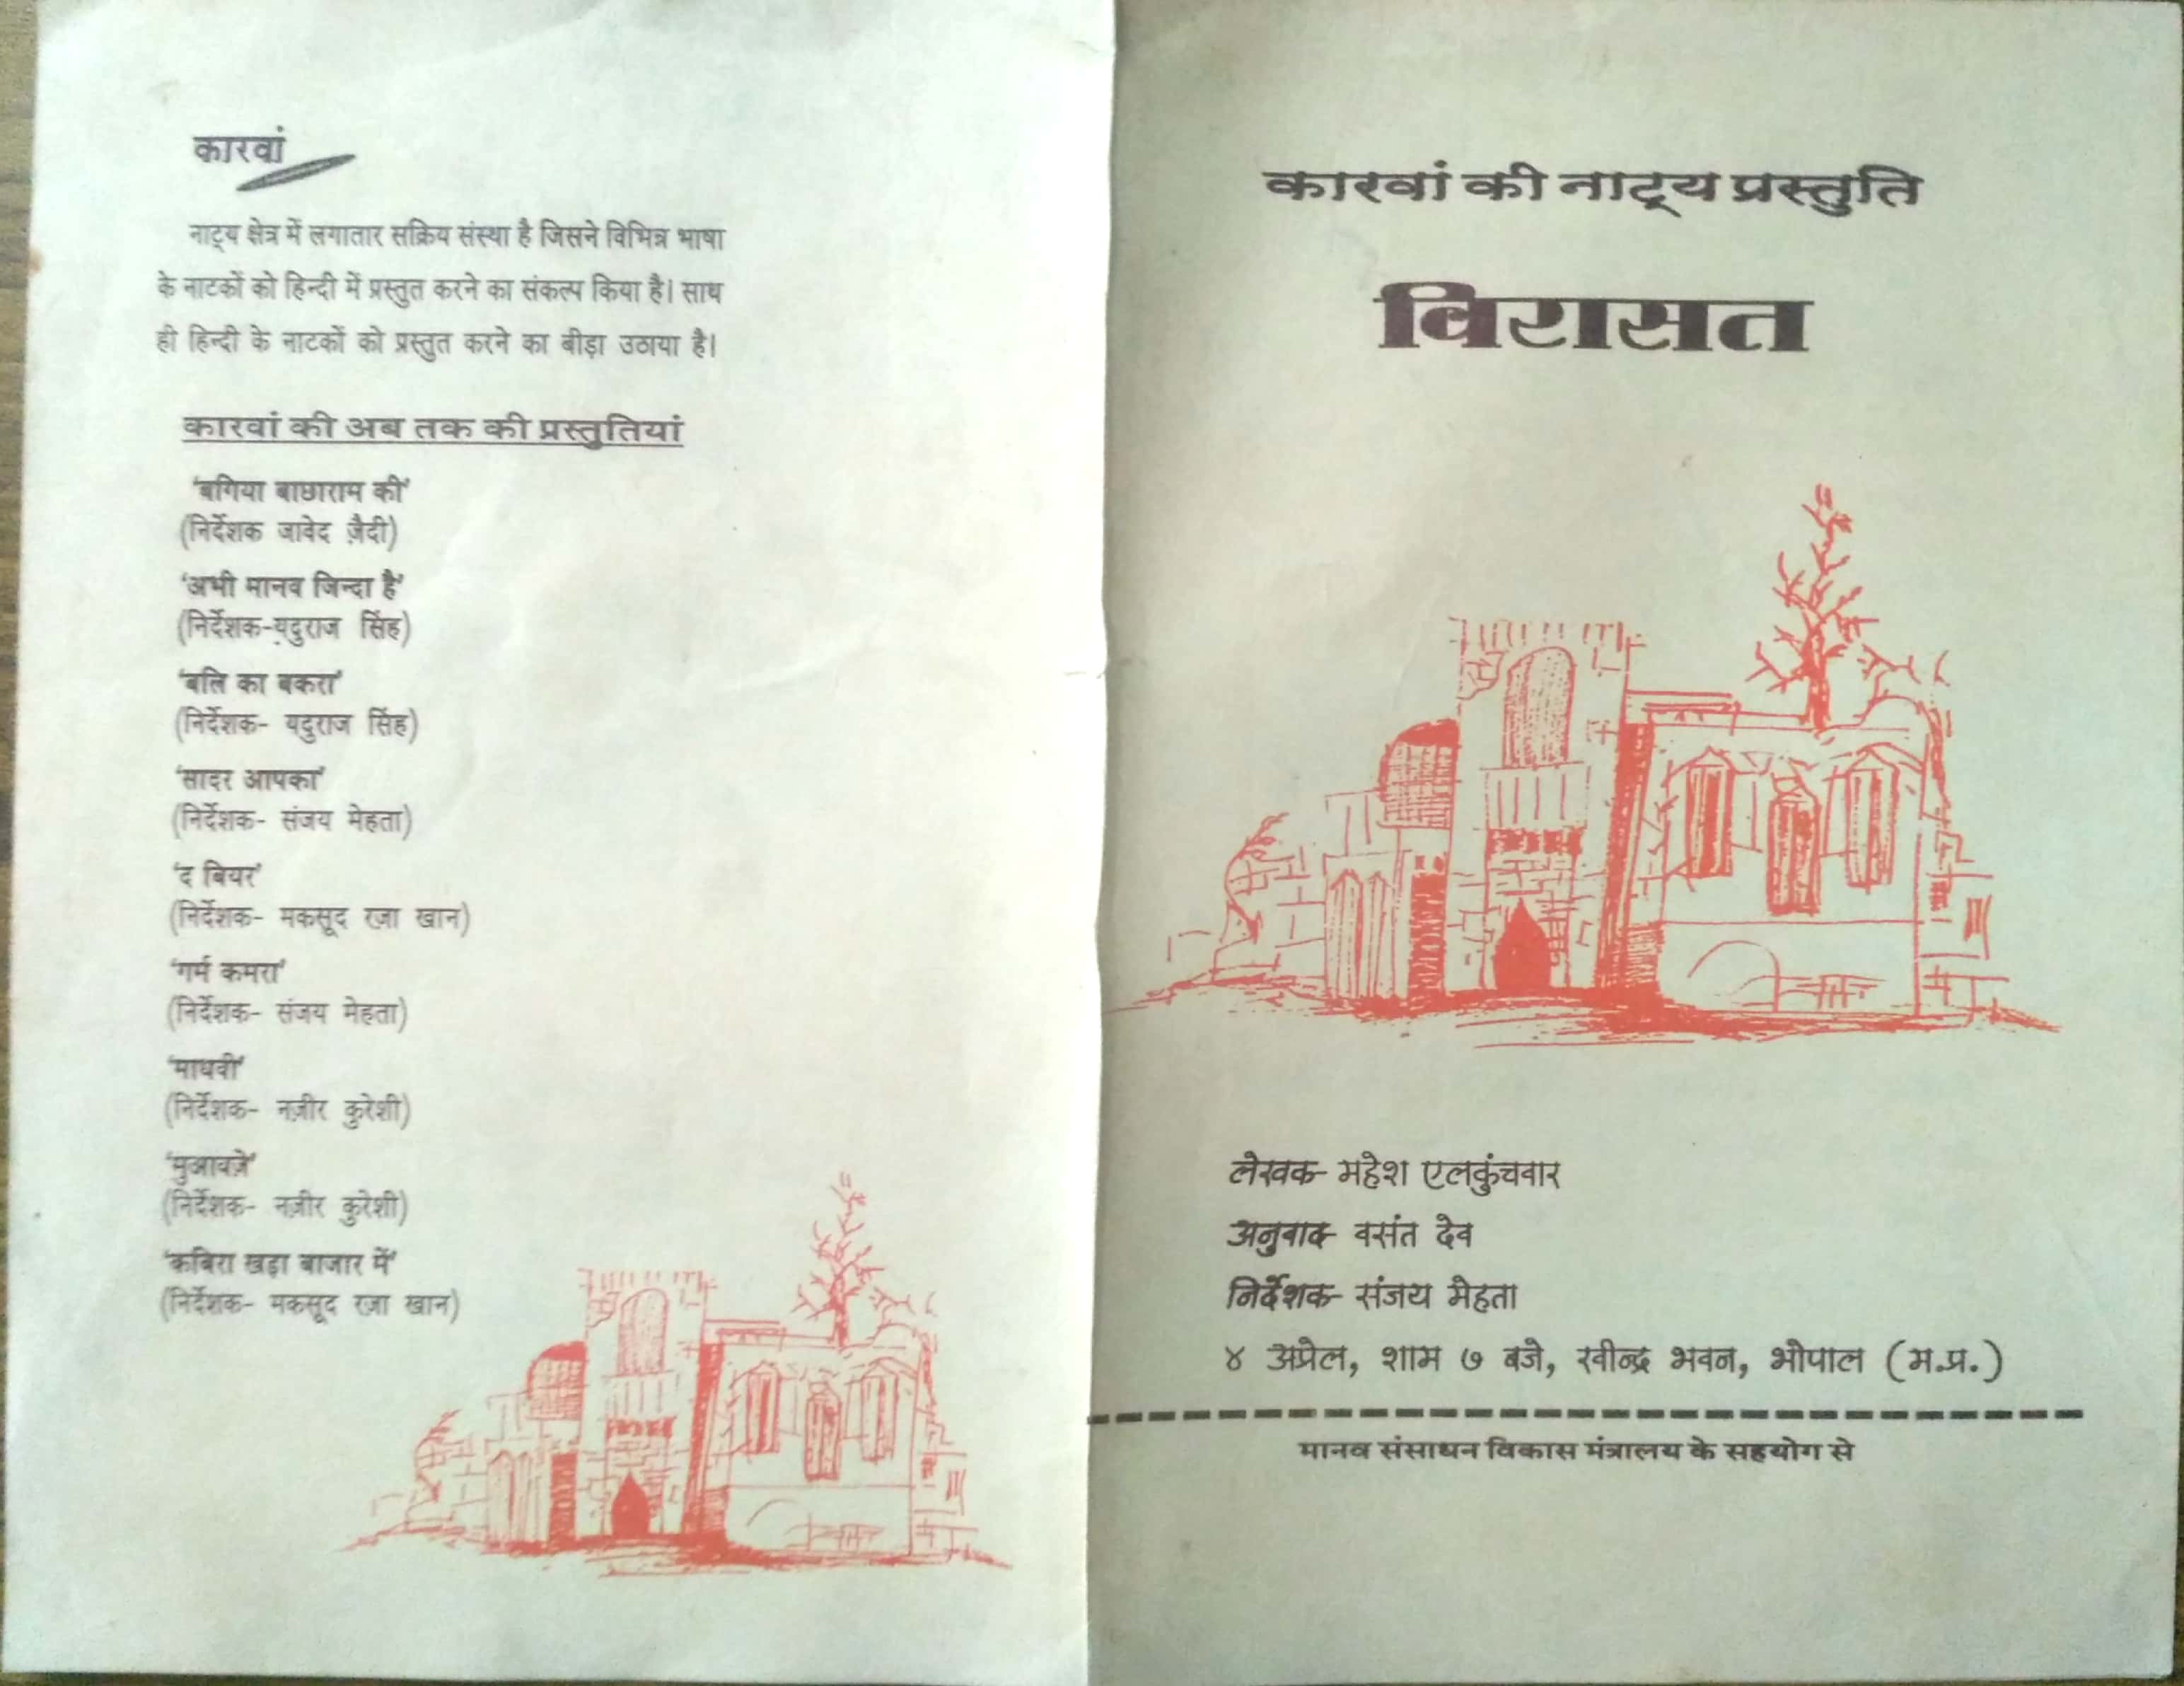 कारवां
नाट्य क्षेत्र में लगातार सक्रिय संस्था है जिसने विभिन्न भाषा
के नाटकों को हिन्दी में प्रस्तुत करने का संकल्प किया है। साथ
ही हिन्दी के नाटकों को प्रस्तुत करने का बीड़ा उठाया है।
कारवां की अब तक की प्रस्तुतियां
'बगिया बाछाराम की'
(निर्देशक जावेद ज़ैदी)
'अभी मानव जिन्दा है'
(निर्देशक-यदुराज सिंह)
'बलि का बकरा'
(निर्देशक- यदुराज सिंह)
'सादर आपका'
(निर्देशक- संजय मेहता)
'द बियर'
(निर्देशक- मकसूद रज़ा खान)
'गर्म कमरा'
(निर्देशक- संजय मेहता)
'माधवी'
(निर्देशक- नज़ीर कुरेशी)
'मुआवज़े'
(निर्देशक- नज़ीर कुरेशी)
'कबिरा खड़ा बाजार में'
(निर्देशक- मकसूद रज़ा खान)
कारवां की नाट्य प्रस्तुति
विरासत
लेखक- महेश एलकुंचवार
अनुवाद- वसंत देव
निर्देशक- संजय मेहता
४ अप्रेल, शाम ७ बजे, रवीन्द्र भवन, भोपाल (म.प्र.)
मानव संसाधन विकास मंत्रालय के सहयोग से